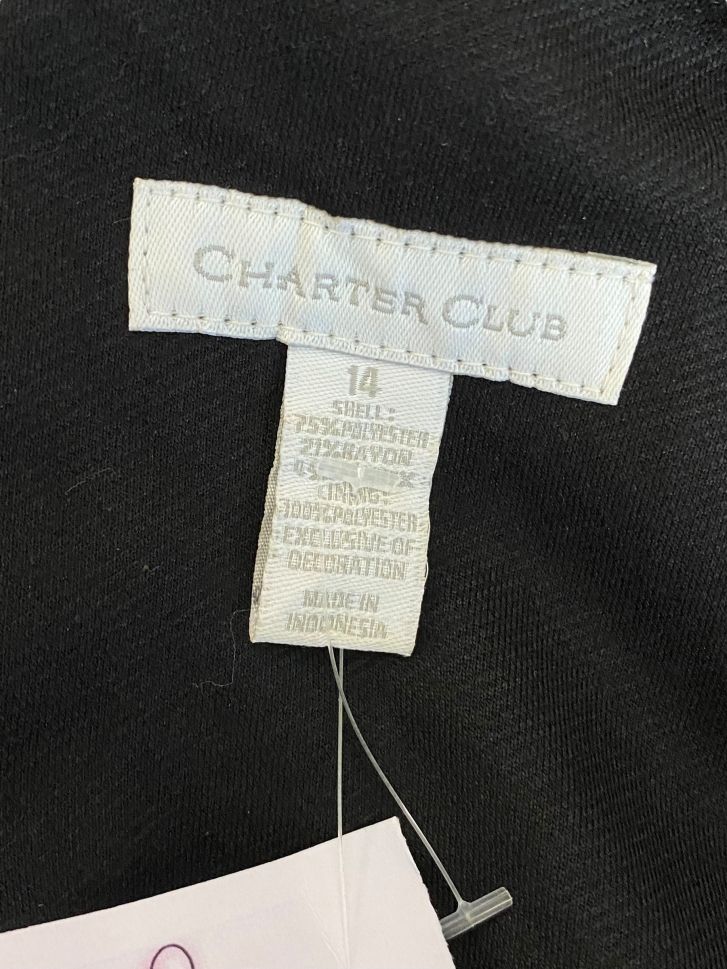 CHARTER CLUB
14
SHELL:
75%POLYESTER
21%RAYON
LINING:
100%POLYESTER
EXCLUSIVE OF
DECORATION
MADE IN
INDONESIA